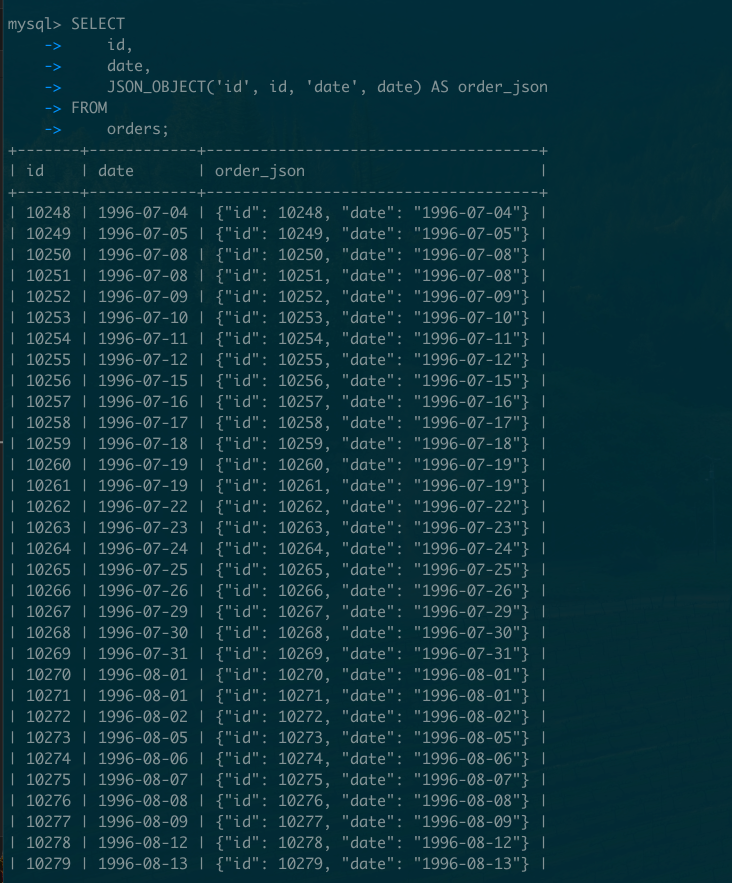 mysql> SELECT
    ->     id,
    ->     date,
    ->     JSON_OBJECT('id', id, 'date', date) AS order_json
    -> FROM
    ->     orders;
+-------+------------+-------------------------------------+
| id    | date       | order_json                          |
+-------+------------+-------------------------------------+
| 10248 | 1996-07-04 | {"id": 10248, "date": "1996-07-04"} |
| 10249 | 1996-07-05 | {"id": 10249, "date": "1996-07-05"} |
| 10250 | 1996-07-08 | {"id": 10250, "date": "1996-07-08"} |
| 10251 | 1996-07-08 | {"id": 10251, "date": "1996-07-08"} |
| 10252 | 1996-07-09 | {"id": 10252, "date": "1996-07-09"} |
| 10253 | 1996-07-10 | {"id": 10253, "date": "1996-07-10"} |
| 10254 | 1996-07-11 | {"id": 10254, "date": "1996-07-11"} |
| 10255 | 1996-07-12 | {"id": 10255, "date": "1996-07-12"} |
| 10256 | 1996-07-15 | {"id": 10256, "date": "1996-07-15"} |
| 10257 | 1996-07-16 | {"id": 10257, "date": "1996-07-16"} |
| 10258 | 1996-07-17 | {"id": 10258, "date": "1996-07-17"} |
| 10259 | 1996-07-18 | {"id": 10259, "date": "1996-07-18"} |
| 10260 | 1996-07-19 | {"id": 10260, "date": "1996-07-19"} |
| 10261 | 1996-07-19 | {"id": 10261, "date": "1996-07-19"} |
| 10262 | 1996-07-22 | {"id": 10262, "date": "1996-07-22"} |
| 10263 | 1996-07-23 | {"id": 10263, "date": "1996-07-23"} |
| 10264 | 1996-07-24 | {"id": 10264, "date": "1996-07-24"} |
| 10265 | 1996-07-25 | {"id": 10265, "date": "1996-07-25"} |
| 10266 | 1996-07-26 | {"id": 10266, "date": "1996-07-26"} |
| 10267 | 1996-07-29 | {"id": 10267, "date": "1996-07-29"} |
| 10268 | 1996-07-30 | {"id": 10268, "date": "1996-07-30"} |
| 10269 | 1996-07-31 | {"id": 10269, "date": "1996-07-31"} |
| 10270 | 1996-08-01 | {"id": 10270, "date": "1996-08-01"} |
| 10271 | 1996-08-01 | {"id": 10271, "date": "1996-08-01"} |
| 10272 | 1996-08-02 | {"id": 10272, "date": "1996-08-02"} |
| 10273 | 1996-08-05 | {"id": 10273, "date": "1996-08-05"} |
| 10274 | 1996-08-06 | {"id": 10274, "date": "1996-08-06"} |
| 10275 | 1996-08-07 | {"id": 10275, "date": "1996-08-07"} |
| 10276 | 1996-08-08 | {"id": 10276, "date": "1996-08-08"} |
| 10277 | 1996-08-09 | {"id": 10277, "date": "1996-08-09"} |
| 10278 | 1996-08-12 | {"id": 10278, "date": "1996-08-12"} |
| 10279 | 1996-08-13 | {"id": 10279, "date": "1996-08-13"} |